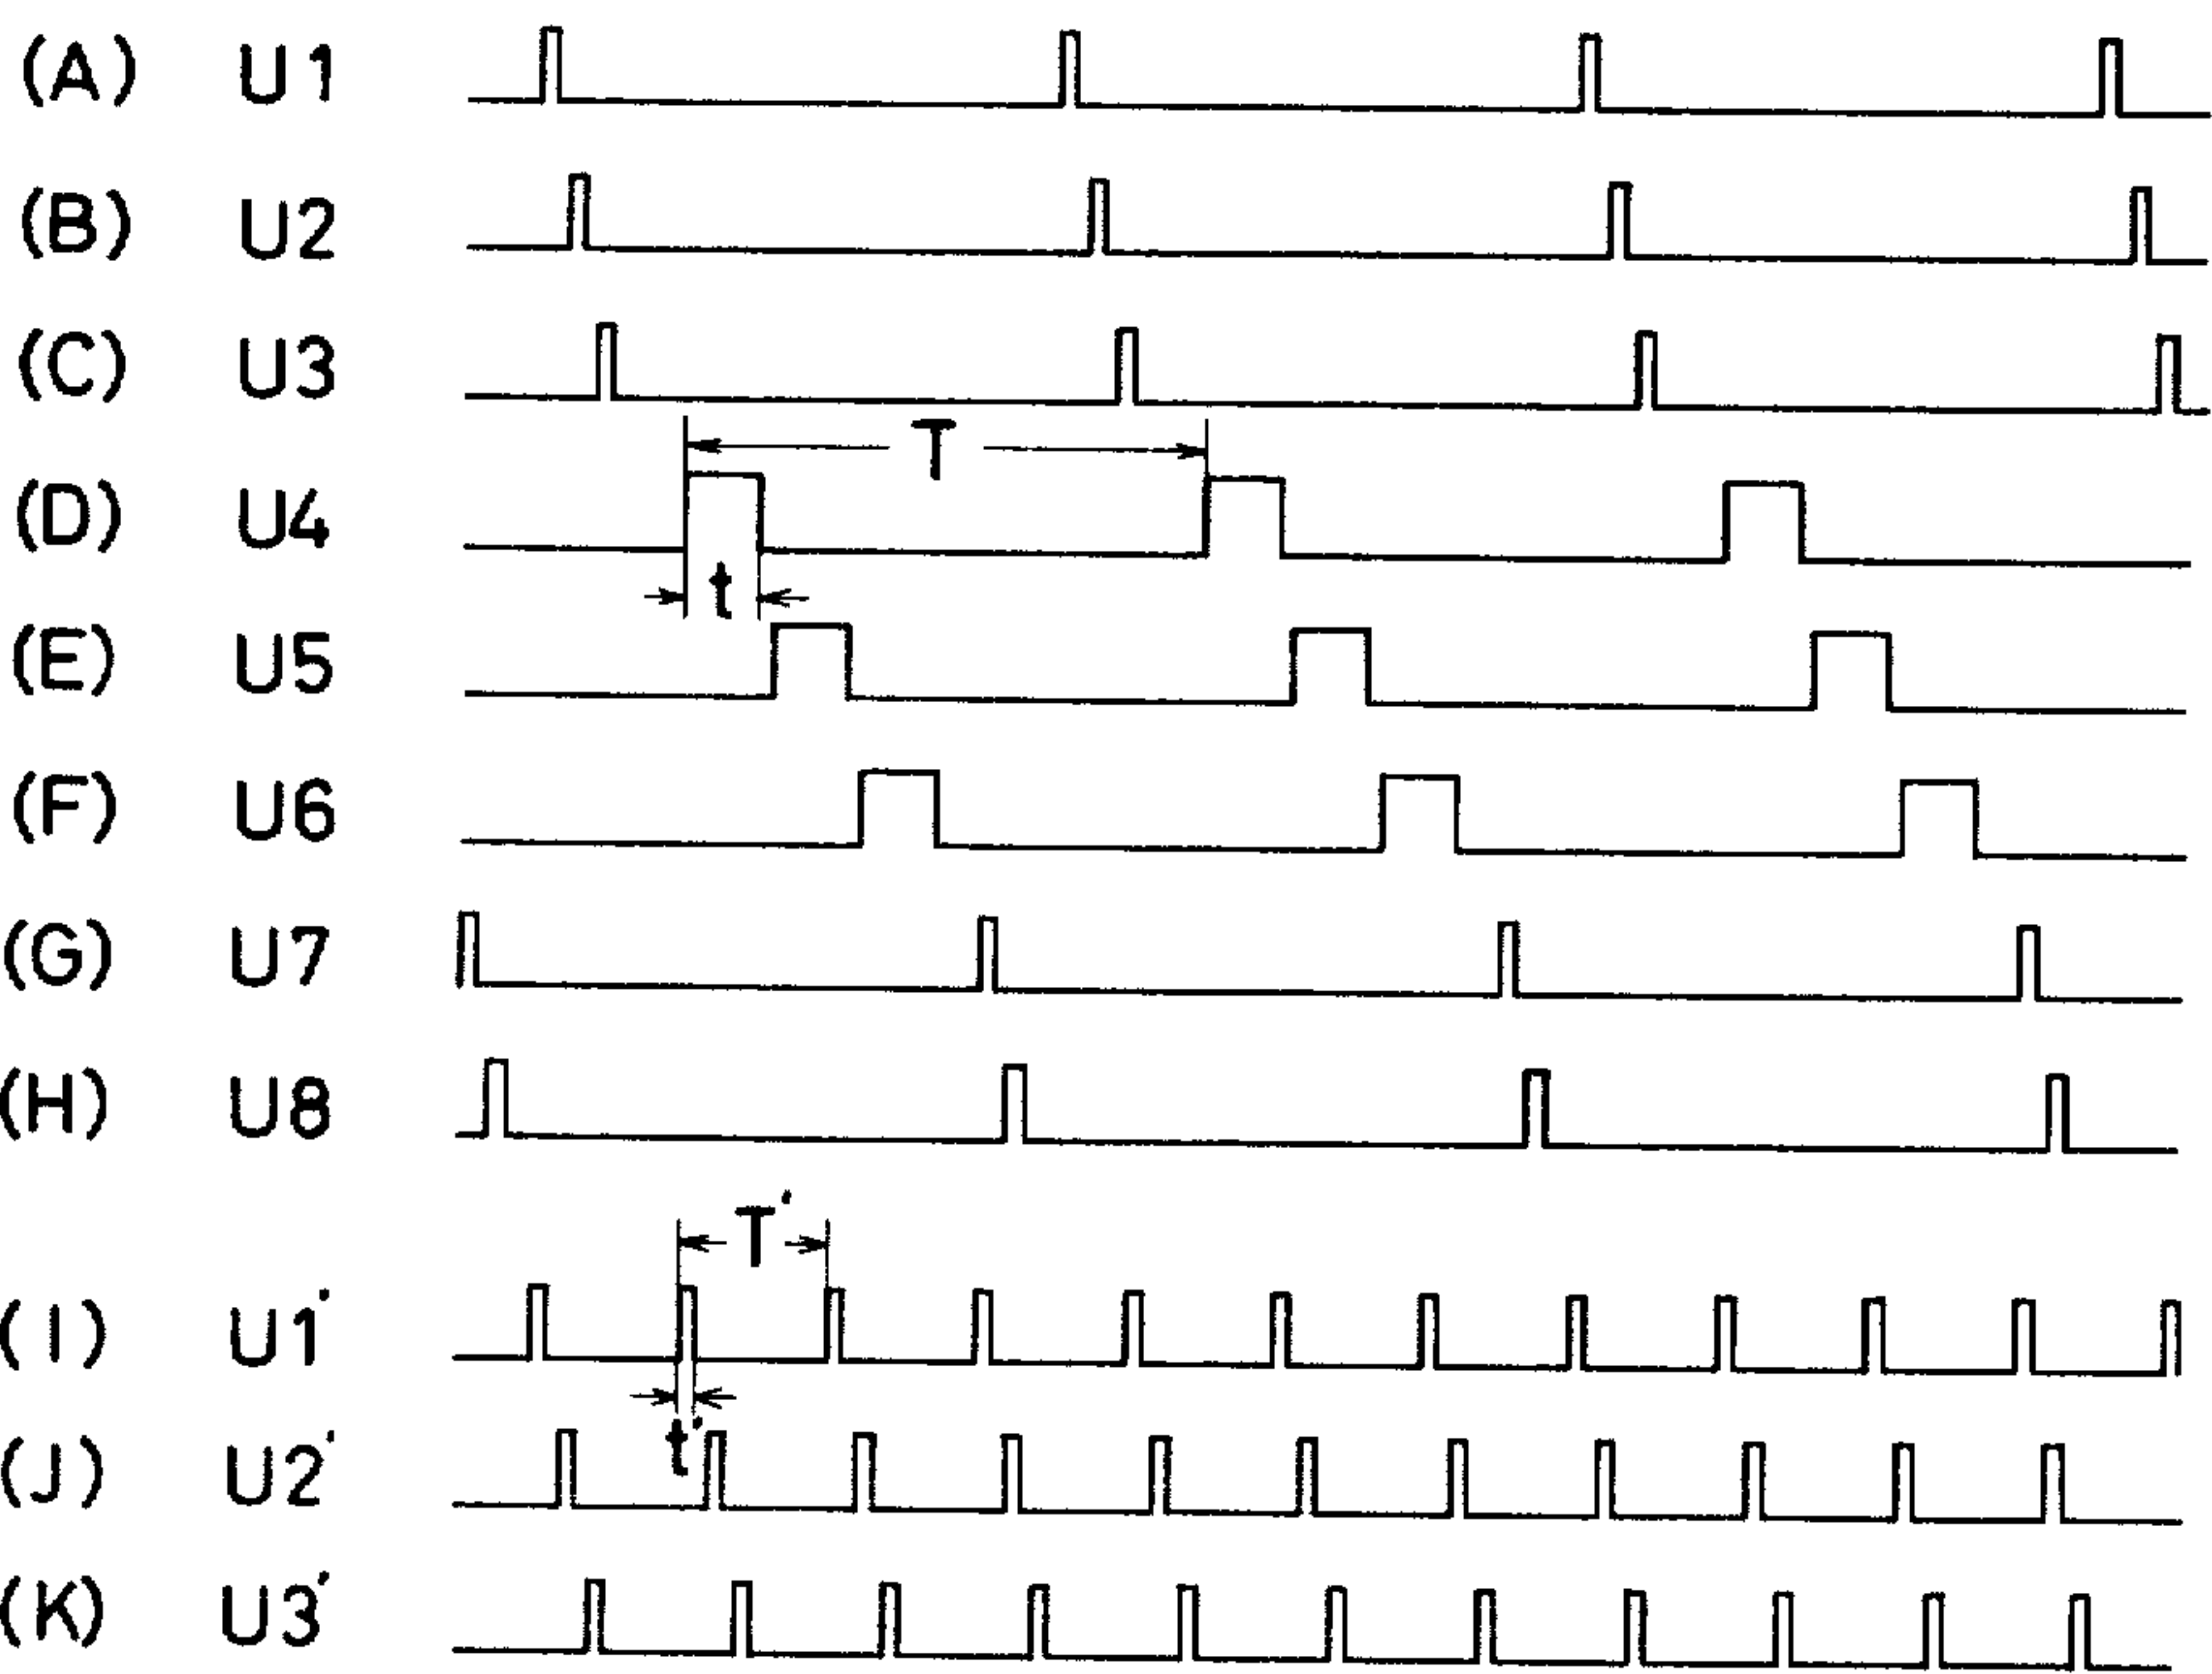 (A) U1
(B) U2
(C) U3
T
(D) U4
t
(E) U5
(F) U6
(G) U7
(H) U8
T'
(I) U1'
t'
(J) U2'
(K) U3'